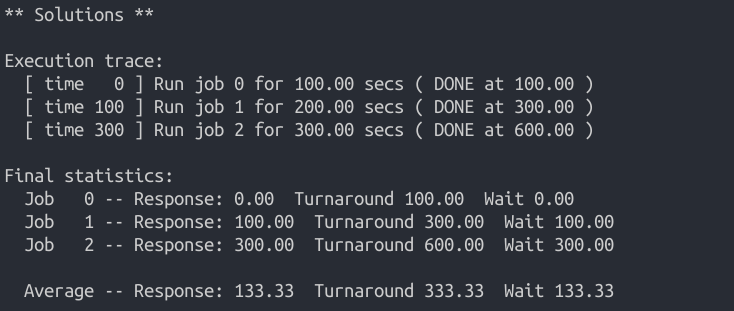 ** Solutions **
Execution trace:
[ time   0 ] Run job 0 for 100.00 secs ( DONE at 100.00 )
[ time 100 ] Run job 1 for 200.00 secs ( DONE at 300.00 )
[ time 300 ] Run job 2 for 300.00 secs ( DONE at 600.00 )
Final statistics:
Job   0 -- Response: 0.00  Turnaround 100.00  Wait 0.00
Job   1 -- Response: 100.00  Turnaround 300.00  Wait 100.00
Job   2 -- Response: 300.00  Turnaround 600.00  Wait 300.00
Average -- Response: 133.33  Turnaround 333.33  Wait 133.33